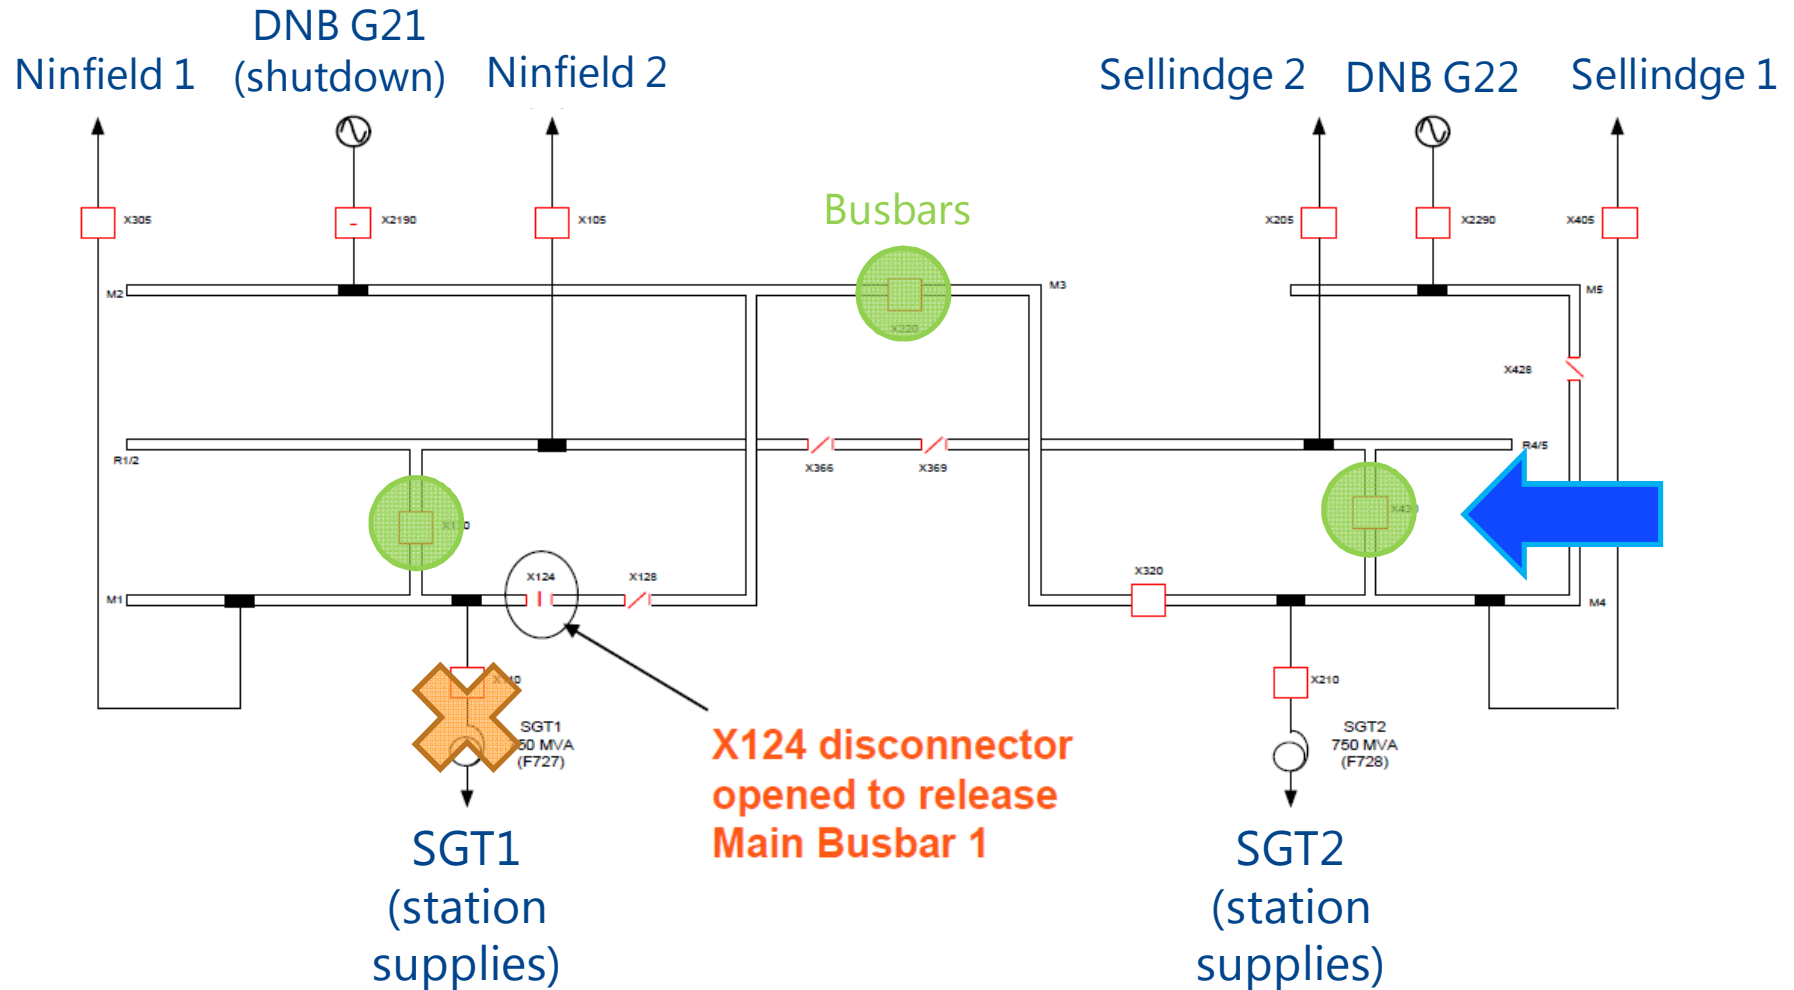 DNB G21
Ninfield 1 (shutdown) Ninfield 2
Sellindge 2 DNB G22 Sellindge 1
X305
X2190
X105
Busbars
X205
X2290
X405
M2
M3
M5
X220
X428
R1/2
X366
X369
R4/5
M1
X124
X128
X320
M4
X210
SGT1
(F727)
SGT2
750 MVA
(F728)
X124 disconnector
opened to release
Main Busbar 1
SGT1
(station
supplies)
SGT2
(station
supplies)